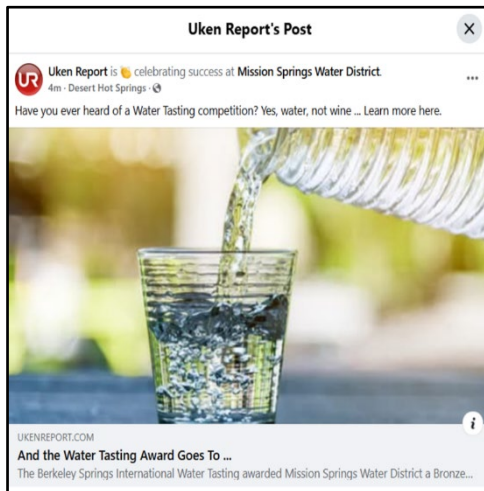 Uken Report's Post
UR
Uken Report is 👏 celebrating success at Mission Springs Water District.
4m · Desert Hot Springs ·
Have you ever heard of a Water Tasting competition? Yes, water, not wine ... Learn more here.
i
UKENREPORT.COM
And the Water Tasting Award Goes To ...
The Berkeley Springs International Water Tasting awarded Mission Springs Water District a Bronze...